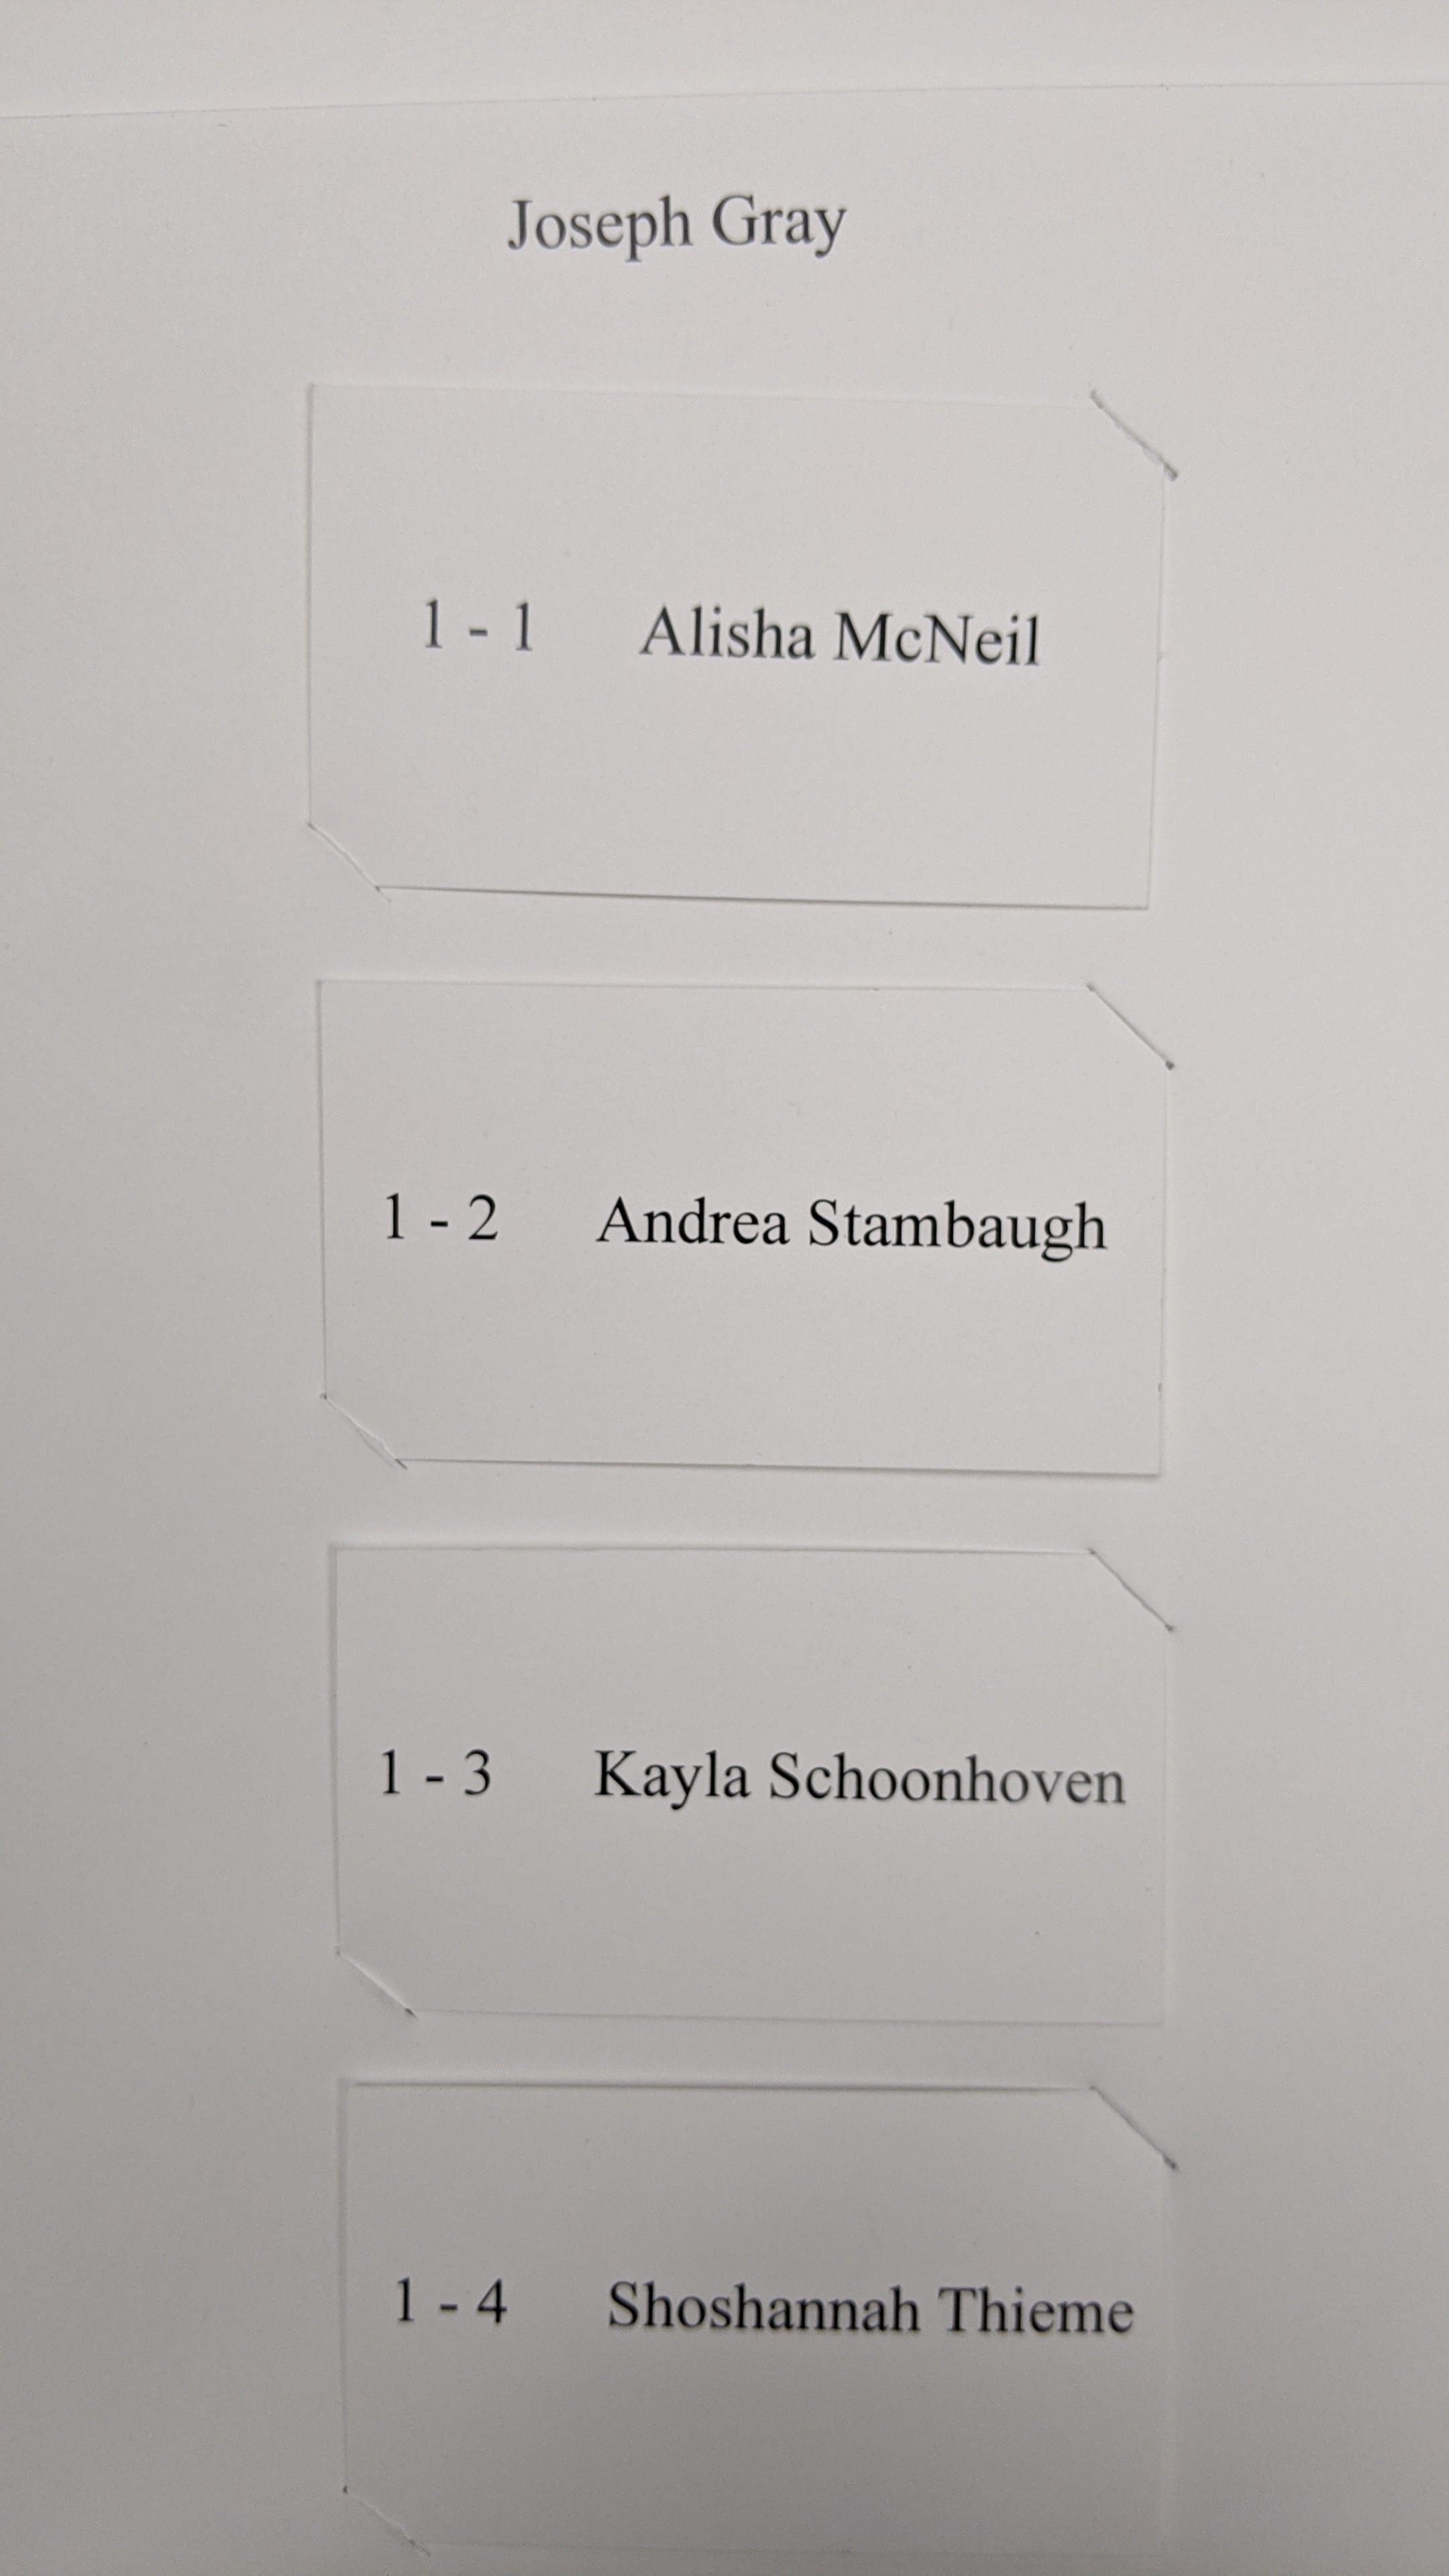 Joseph Gray
1 - 1 Alisha McNeil
1 - 2 Andrea Stambaugh
1 - 3 Kayla Schoonhoven
1 - 4 Shoshannah Thieme